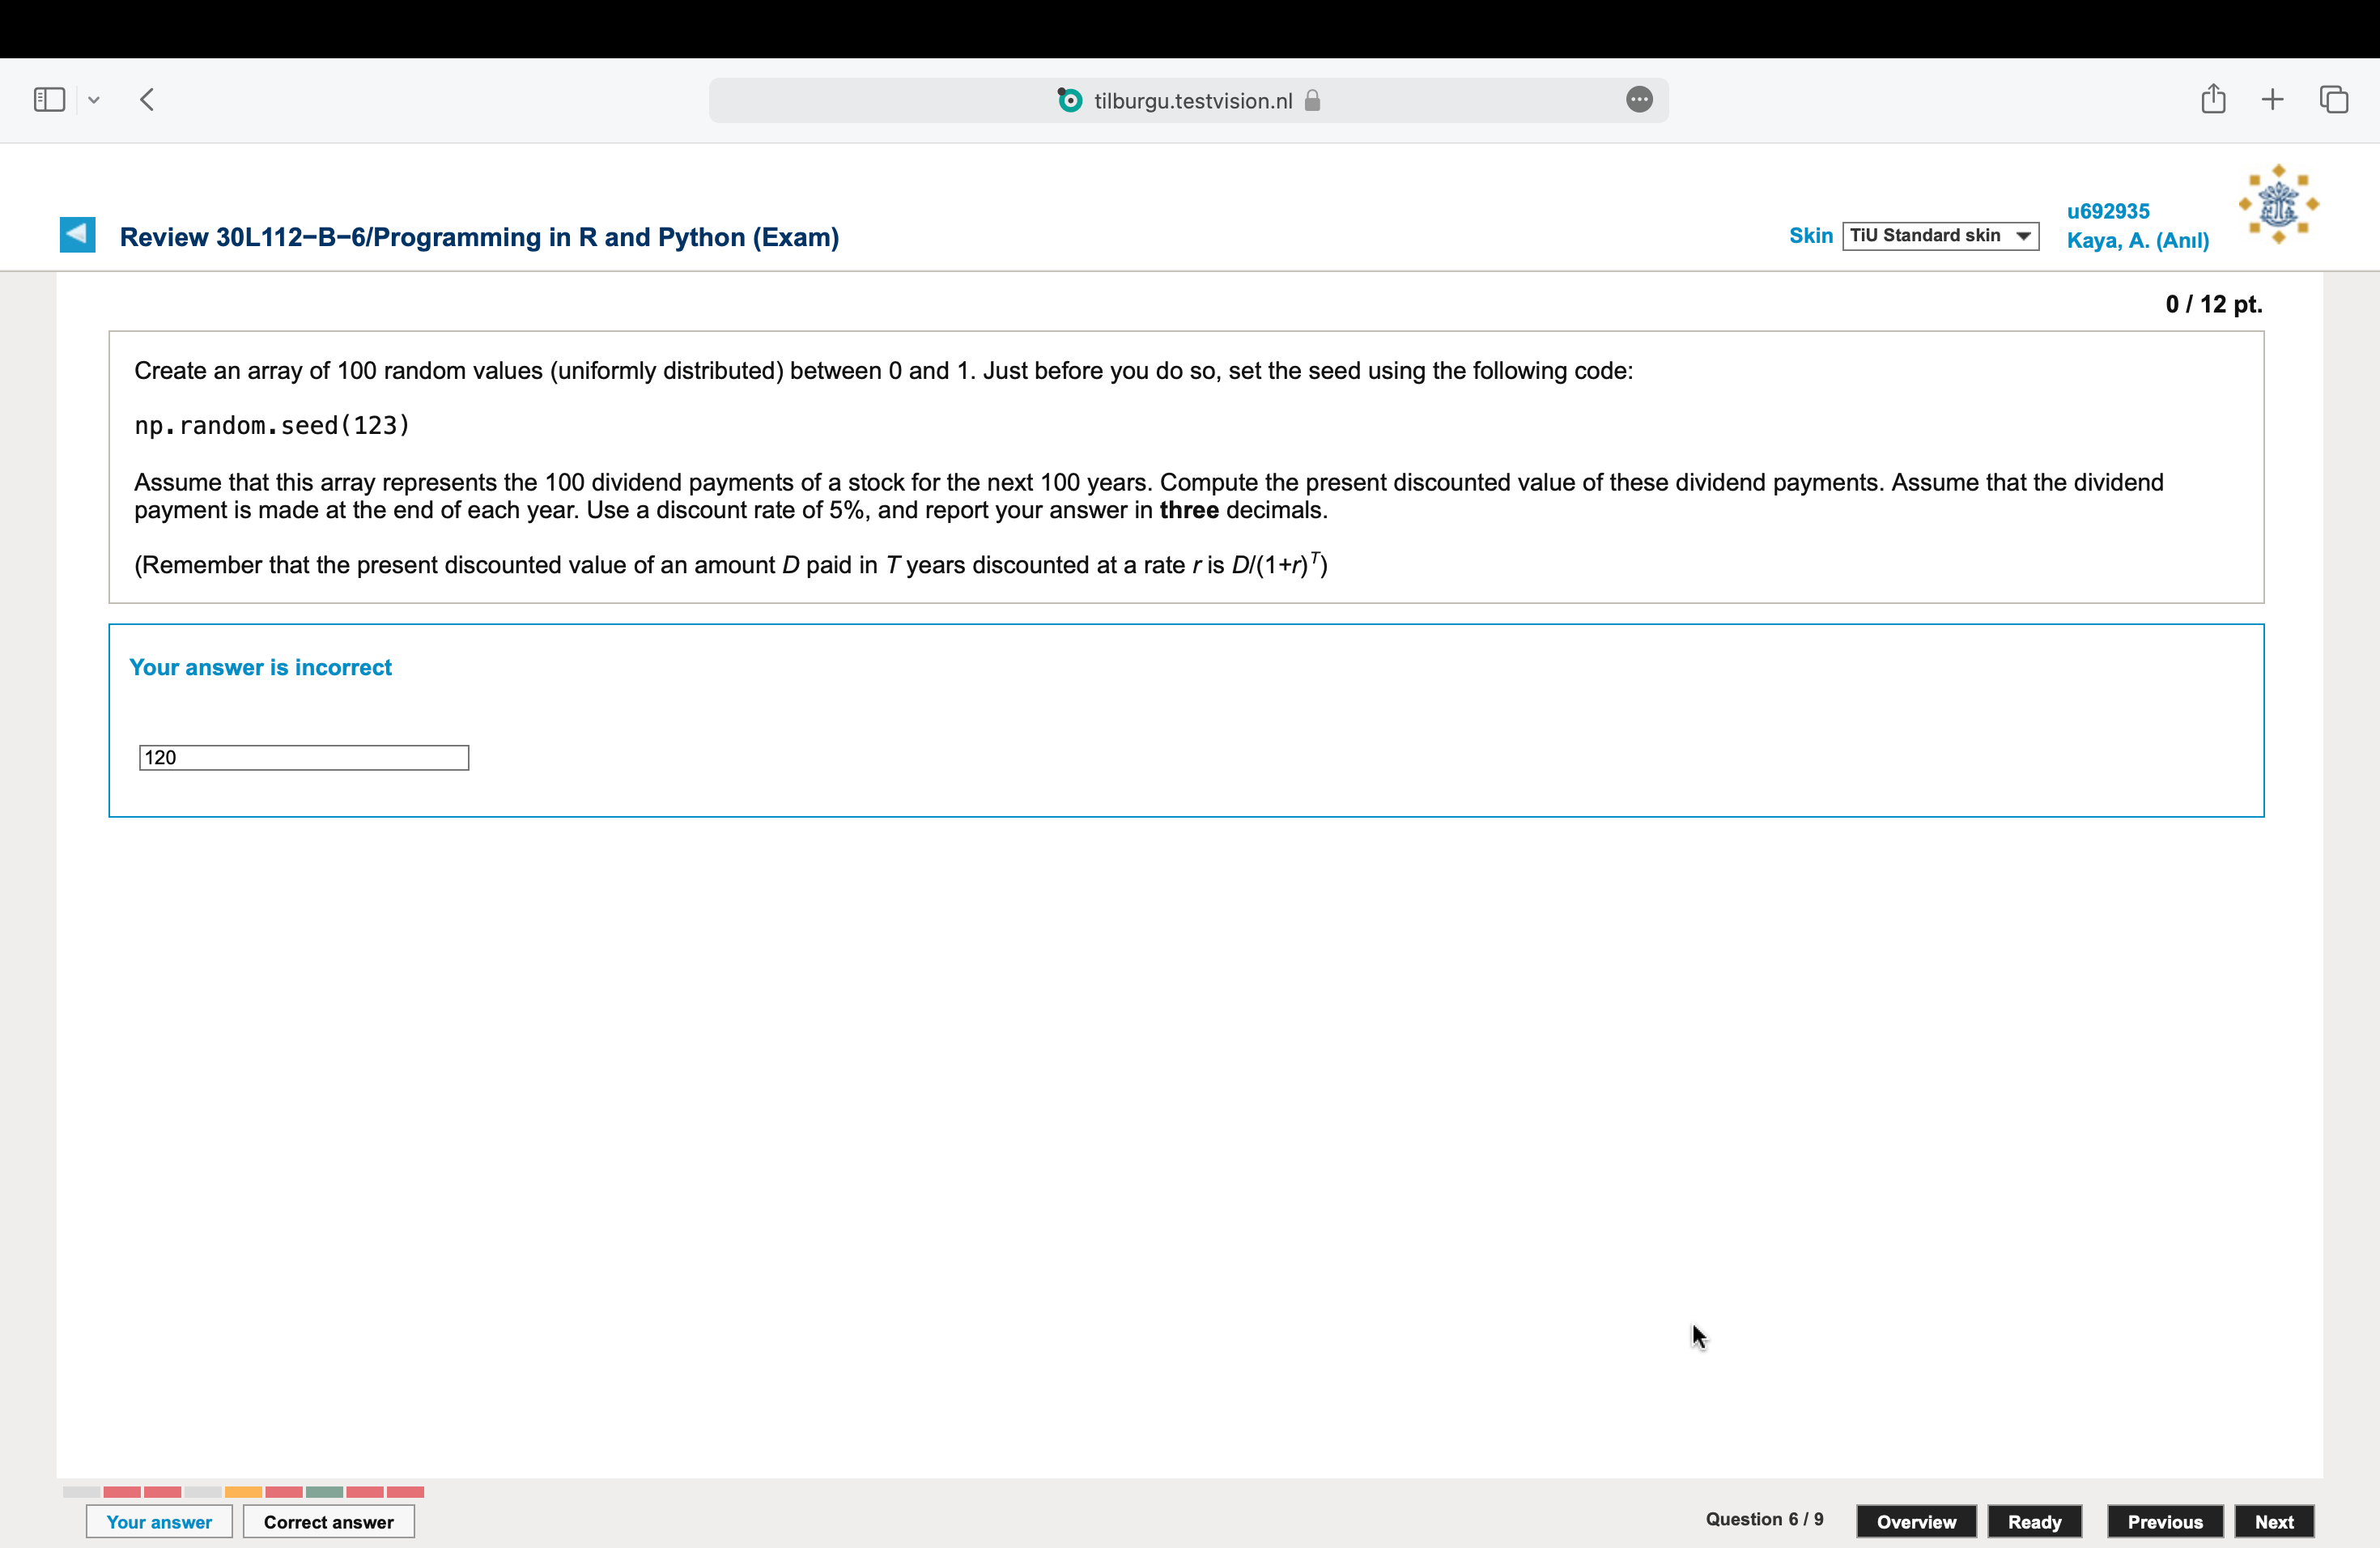 tilburgu.testvision.nl
Review 30L112-B-6/Programming in R and Python (Exam)
Skin TiU Standard skin
u692935
Kaya, A. (Anıl)
0 / 12 pt.
Create an array of 100 random values (uniformly distributed) between 0 and 1. Just before you do so, set the seed using the following code:
np.random.seed(123)
Assume that this array represents the 100 dividend payments of a stock for the next 100 years. Compute the present discounted value of these dividend payments. Assume that the dividend
payment is made at the end of each year. Use a discount rate of 5%, and report your answer in three decimals.
(Remember that the present discounted value of an amount D paid in T years discounted at a rate r is D/(1+r)^T)
Your answer is incorrect
120
Your answer Correct answer Question 6 / 9 Overview Ready Previous Next